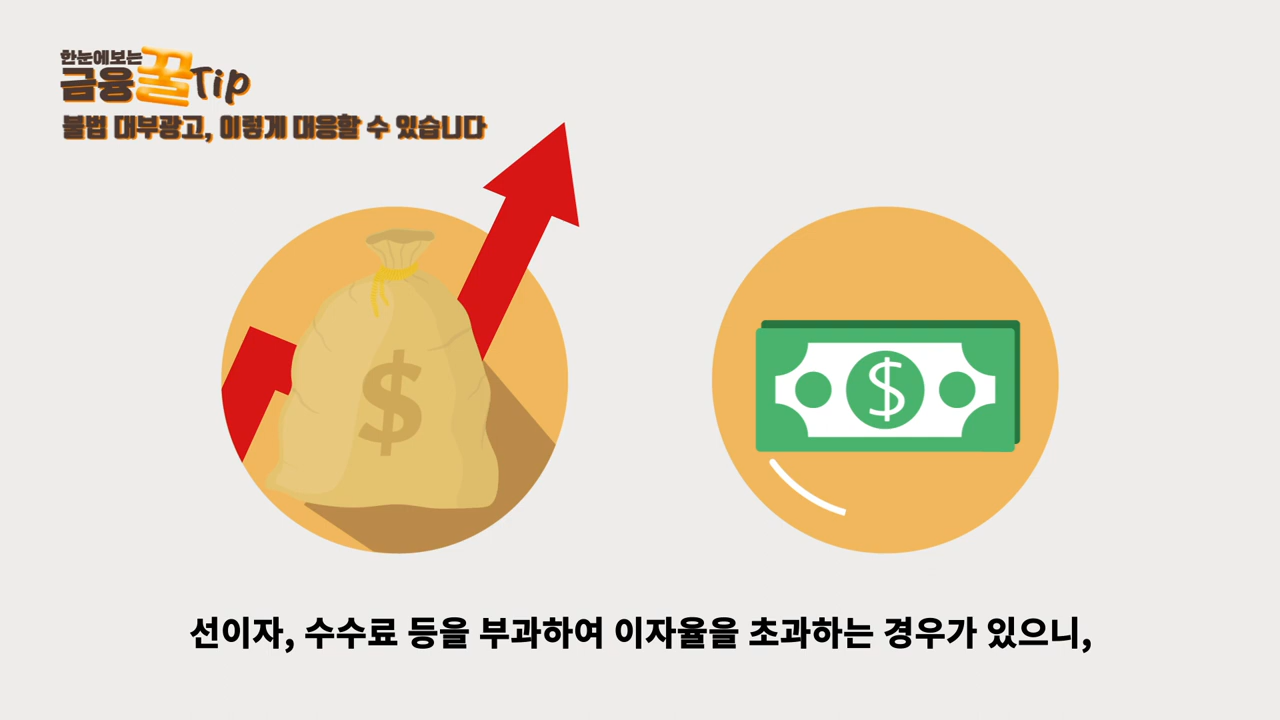 한눈에보는
금융꿀Tip
불법 대부광고, 이렇게 대응할 수 있습니다
$
$
선이자, 수수료 등을 부과하여 이자율을 초과하는 경우가 있으니,